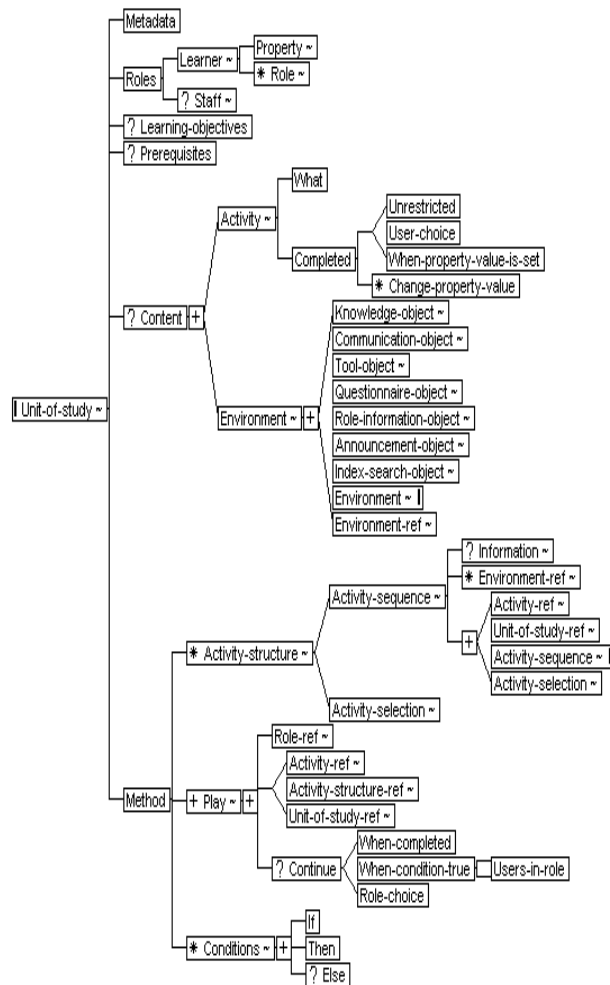 Metadata
Roles
Learner ~
Property ~
* Role ~
? Staff ~
? Learning-objectives
? Prerequisites
? Content +
Activity ~
What
Completed
Unrestricted
User-choice
When-property-value-is-set
* Change-property-value
Environment ~ +
Knowledge-object ~
Communication-object ~
Tool-object ~
Questionnaire-object ~
Role-information-object ~
Announcement-object ~
Index-search-object ~
Environment ~
Environment-ref ~
Unit-of-study ~
Method
* Activity-structure ~
Activity-sequence ~
? Information ~
* Environment-ref ~
+
Activity-ref ~
Unit-of-study-ref ~
Activity-sequence ~
Activity-selection ~
Activity-selection ~
+ Play ~ +
Role-ref ~
Activity-ref ~
Activity-structure-ref ~
Unit-of-study-ref ~
? Continue
When-completed
When-condition-true
Users-in-role
Role-choice
* Conditions ~ +
If
Then
? Else